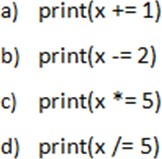 a) print(x += 1)
b) print(x -= 2)
c) print(x *= 5)
d) print(x /= 5)